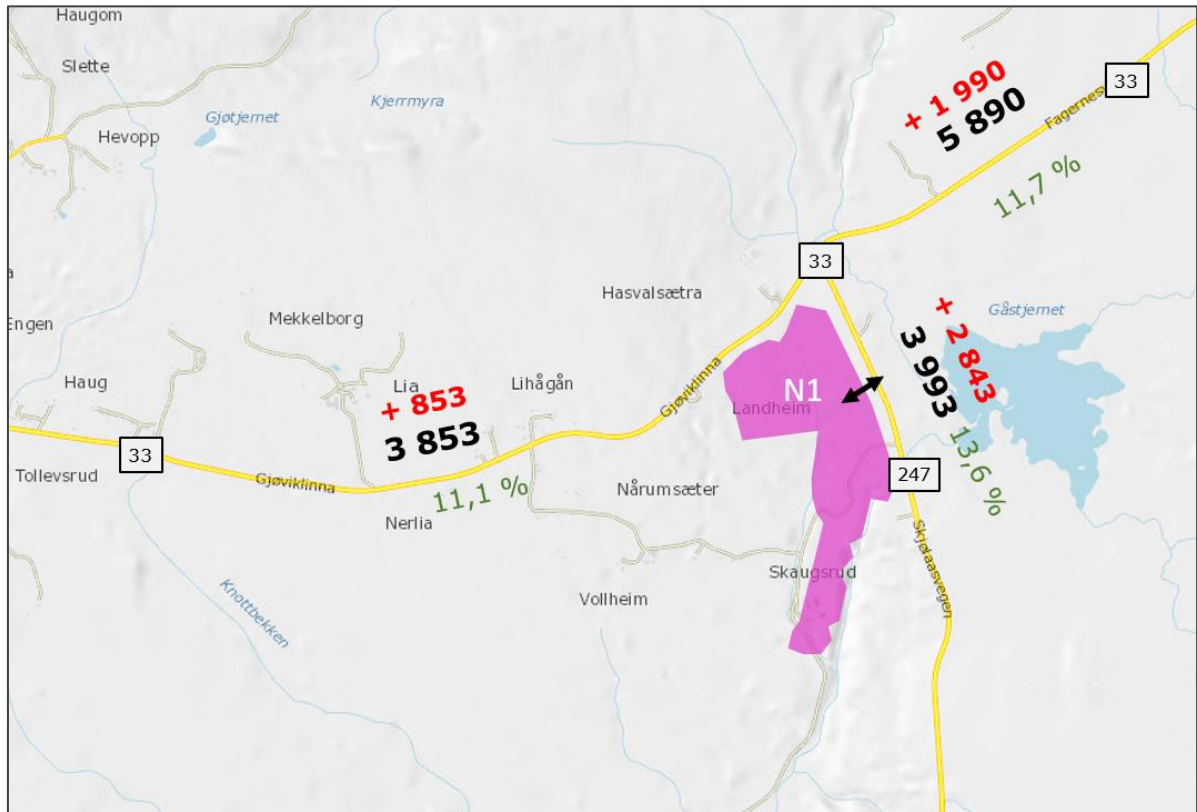 Haugom
Slette
Hevopp
Gjøtjernet
Kjerrmyra
+ 1 990
5 890
33
Fagernes
11,7 %
33
Hasvalsætra
Gåstjernet
Engen
Mekkelborg
+ 2 843
3 993
13,6 %
Haug
Lia
Lihågån
Gjøviklinna
N1
Landheim
+ 853
3 853
33
Tollevsrud
Gjøviklinna
11,1 %
Nerlia
Nårumsæter
247
Skjølaasvegen
Skaugsrud
Vollheim
Knottbekken